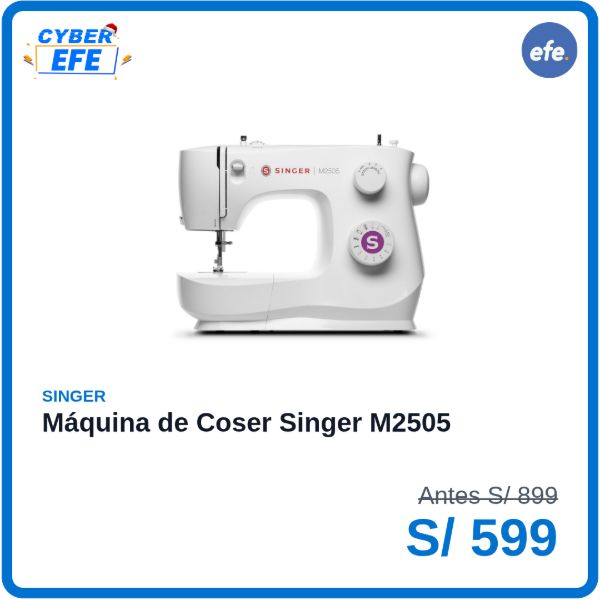 CYBER
EFE
efe.
SINGER M2505
S
SINGER
Máquina de Coser Singer M2505
Antes S/ 899
S/ 599